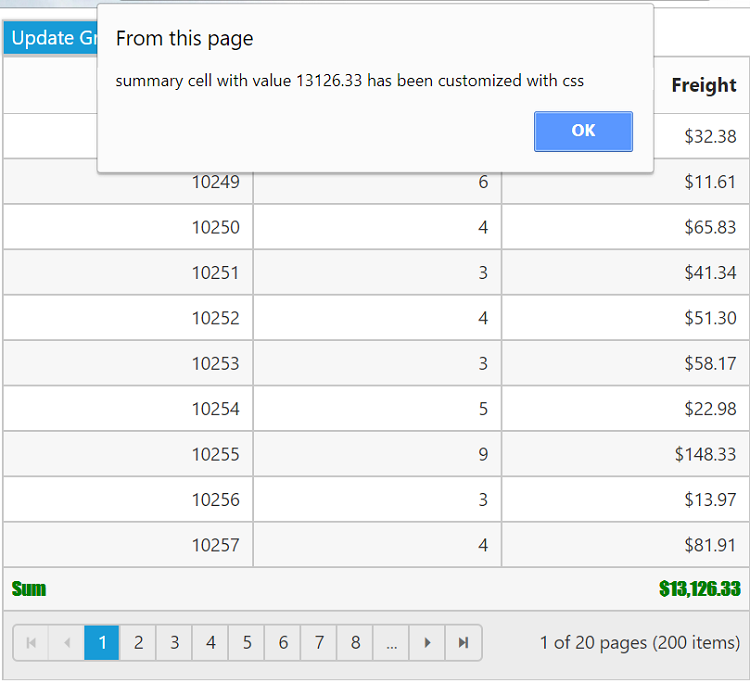 From this page
summary cell with value 13126.33 has been customized with css
OK
Update Gr
Freight
$32.38
10249 6 $11.61
10250 4 $65.83
10251 3 $41.34
10252 4 $51.30
10253 3 $58.17
10254 5 $22.98
10255 9 $148.33
10256 3 $13.97
10257 4 $81.91
Sum $13,126.33
1 2 3 4 5 6 7 8 ... 1 of 20 pages (200 items)